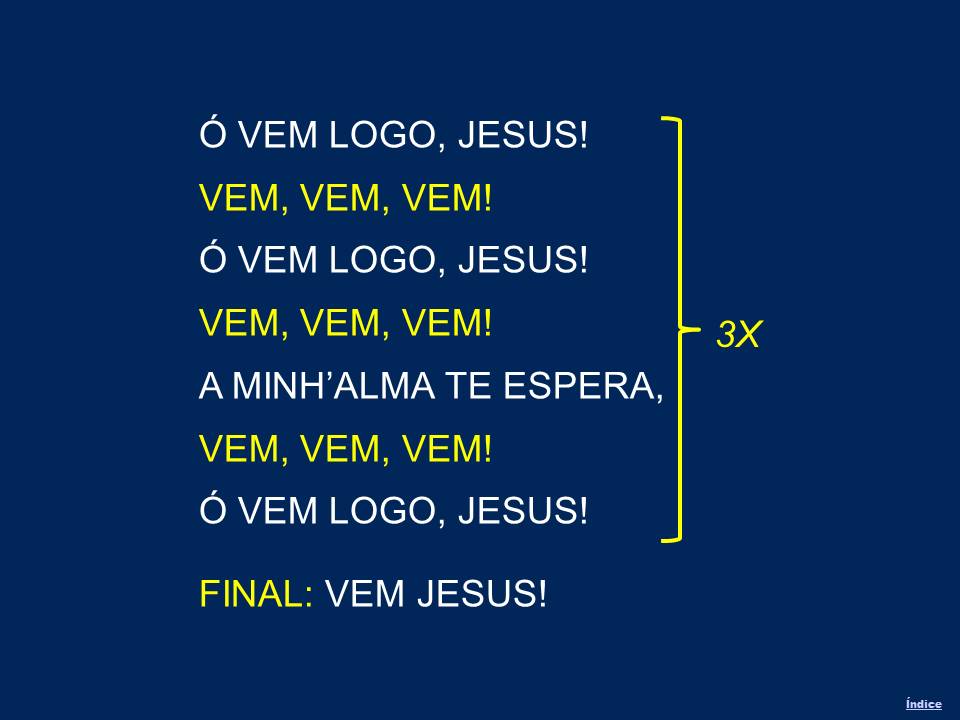 Ó VEM LOGO, JESUS!
VEM, VEM, VEM!
Ó VEM LOGO, JESUS!
VEM, VEM, VEM!
A MINH’ALMA TE ESPERA,
VEM, VEM, VEM!
Ó VEM LOGO, JESUS!
3X
FINAL: VEM JESUS!
Índice